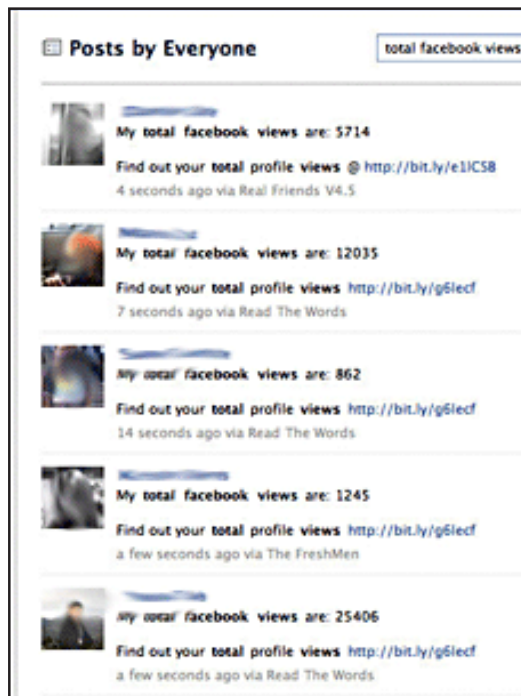 Posts by Everyone
total facebook views
My total facebook views are: 5714
Find out your total profile views @ http://bit.ly/e1lCSB
4 seconds ago via Real Friends V4.5
My total facebook views are: 12035
Find out your total profile views http://bit.ly/g6lecf
7 seconds ago via Read The Words
My total facebook views are: 862
Find out your total profile views http://bit.ly/g6lecf
14 seconds ago via Read The Words
My total facebook views are: 1245
Find out your total profile views http://bit.ly/g6lecf
a few seconds ago via The FreshMen
My total facebook views are: 25406
Find out your total profile views http://bit.ly/g6lecf
a few seconds ago via Read The Words